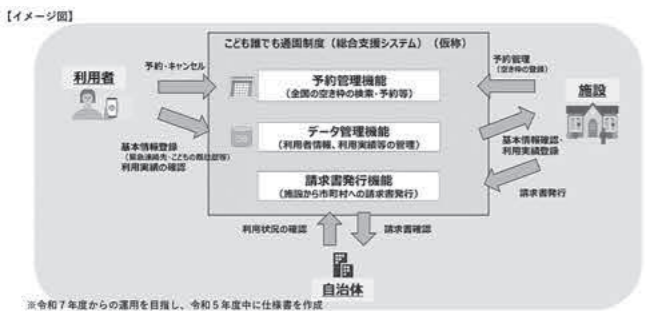 【イメージ図】
こども誰でも通園制度（総合支援システム）（仮称）
利用者
予約・キャンセル
基本情報登録
（緊急連絡先・こどもの既往歴等）
利用実績の確認
予約管理機能
（全国の空き枠の検索・予約等）
データ管理機能
（利用者情報、利用実績等の管理）
請求書発行機能
（施設から市町村への請求書発行）
予約管理
（空き枠の登録）
施設
基本情報確認・
利用実績登録
請求書発行
利用状況の確認
請求書確認
自治体
※令和７年度からの運用を目指し、令和５年度中に仕様書を作成